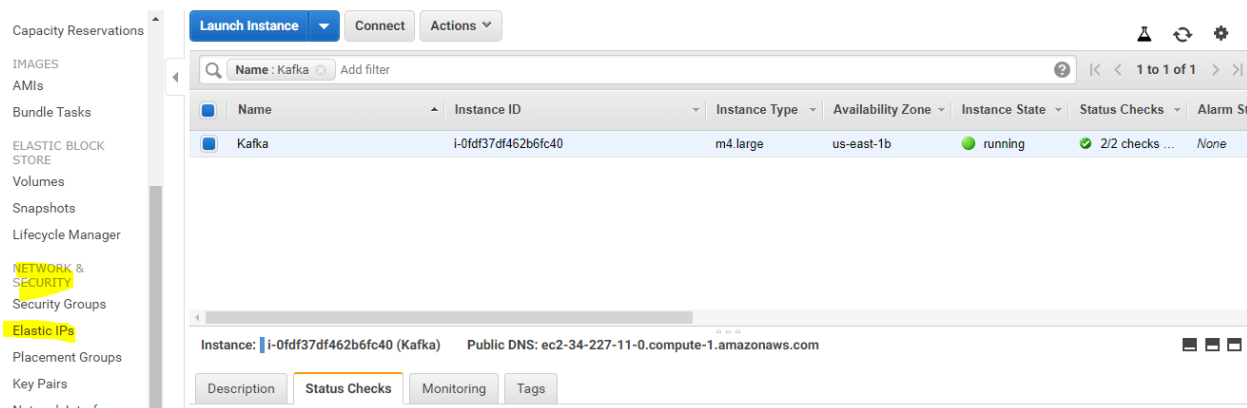 Capacity Reservations
IMAGES
AMIs
Bundle Tasks
ELASTIC BLOCK
STORE
Volumes
Snapshots
Lifecycle Manager
NETWORK &
SECURITY
Security Groups
Elastic IPs
Placement Groups
Key Pairs
Launch Instance Connect Actions
Name : Kafka Add filter 1 to 1 of 1
Name Instance ID Instance Type Availability Zone Instance State Status Checks Alarm St
Kafka i-0fdf37df462b6fc40 m4.large us-east-1b running 2/2 checks ... None
Instance: i-0fdf37df462b6fc40 (Kafka) Public DNS: ec2-34-227-11-0.compute-1.amazonaws.com
Description Status Checks Monitoring Tags